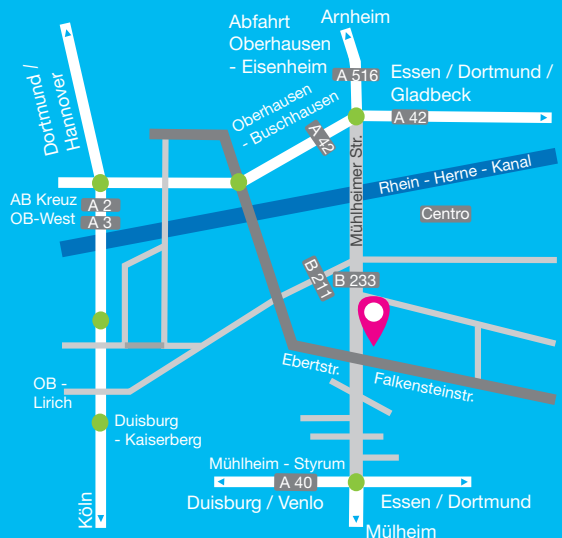 Abfahrt
Oberhausen
- Eisenheim
Arnheim
A 516
Essen / Dortmund /
Gladbeck
A 42
Dortmund /
Hannover
Oberhausen
- Buschhausen
A 42
Mühlheimer Str.
Rhein - Herne - Kanal
AB Kreuz
OB-West
A 2
A 3
Centro
B 211
B 233
Ebertstr.
Falkensteinstr.
OB -
Lirich
Duisburg
- Kaiserberg
Mühlheim - Styrum
A 40
Duisburg / Venlo
Essen / Dortmund
Köln
Mülheim